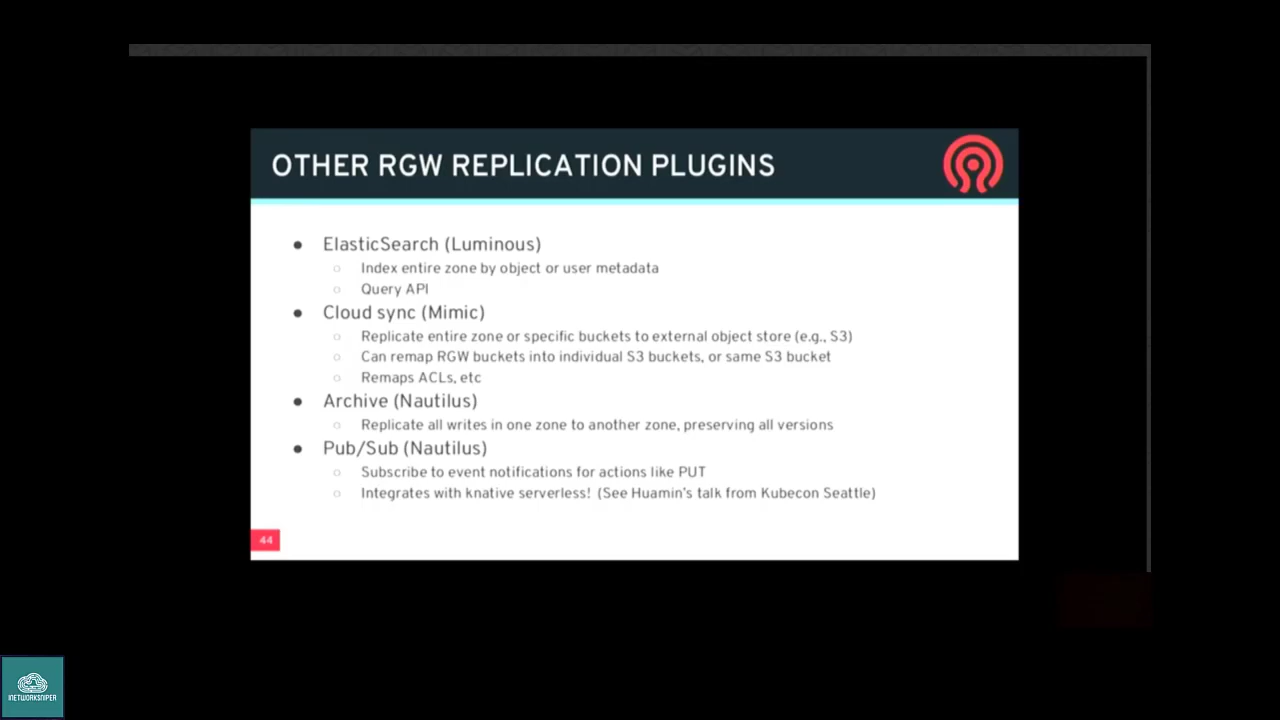 OTHER RGW REPLICATION PLUGINS
● ElasticSearch (Luminous)
○ Index entire zone by object or user metadata
○ Query API
● Cloud sync (Mimic)
○ Replicate entire zone or specific buckets to external object store (e.g., S3)
○ Can remap RGW buckets into individual S3 buckets, or same S3 bucket
○ Remaps ACLs, etc
● Archive (Nautilus)
○ Replicate all writes in one zone to another zone, preserving all versions
● Pub/Sub (Nautilus)
○ Subscribe to event notifications for actions like PUT
○ Integrates with knative serverless! (See Huamin's talk from Kubecon Seattle)
44
INETWORKSNIPER